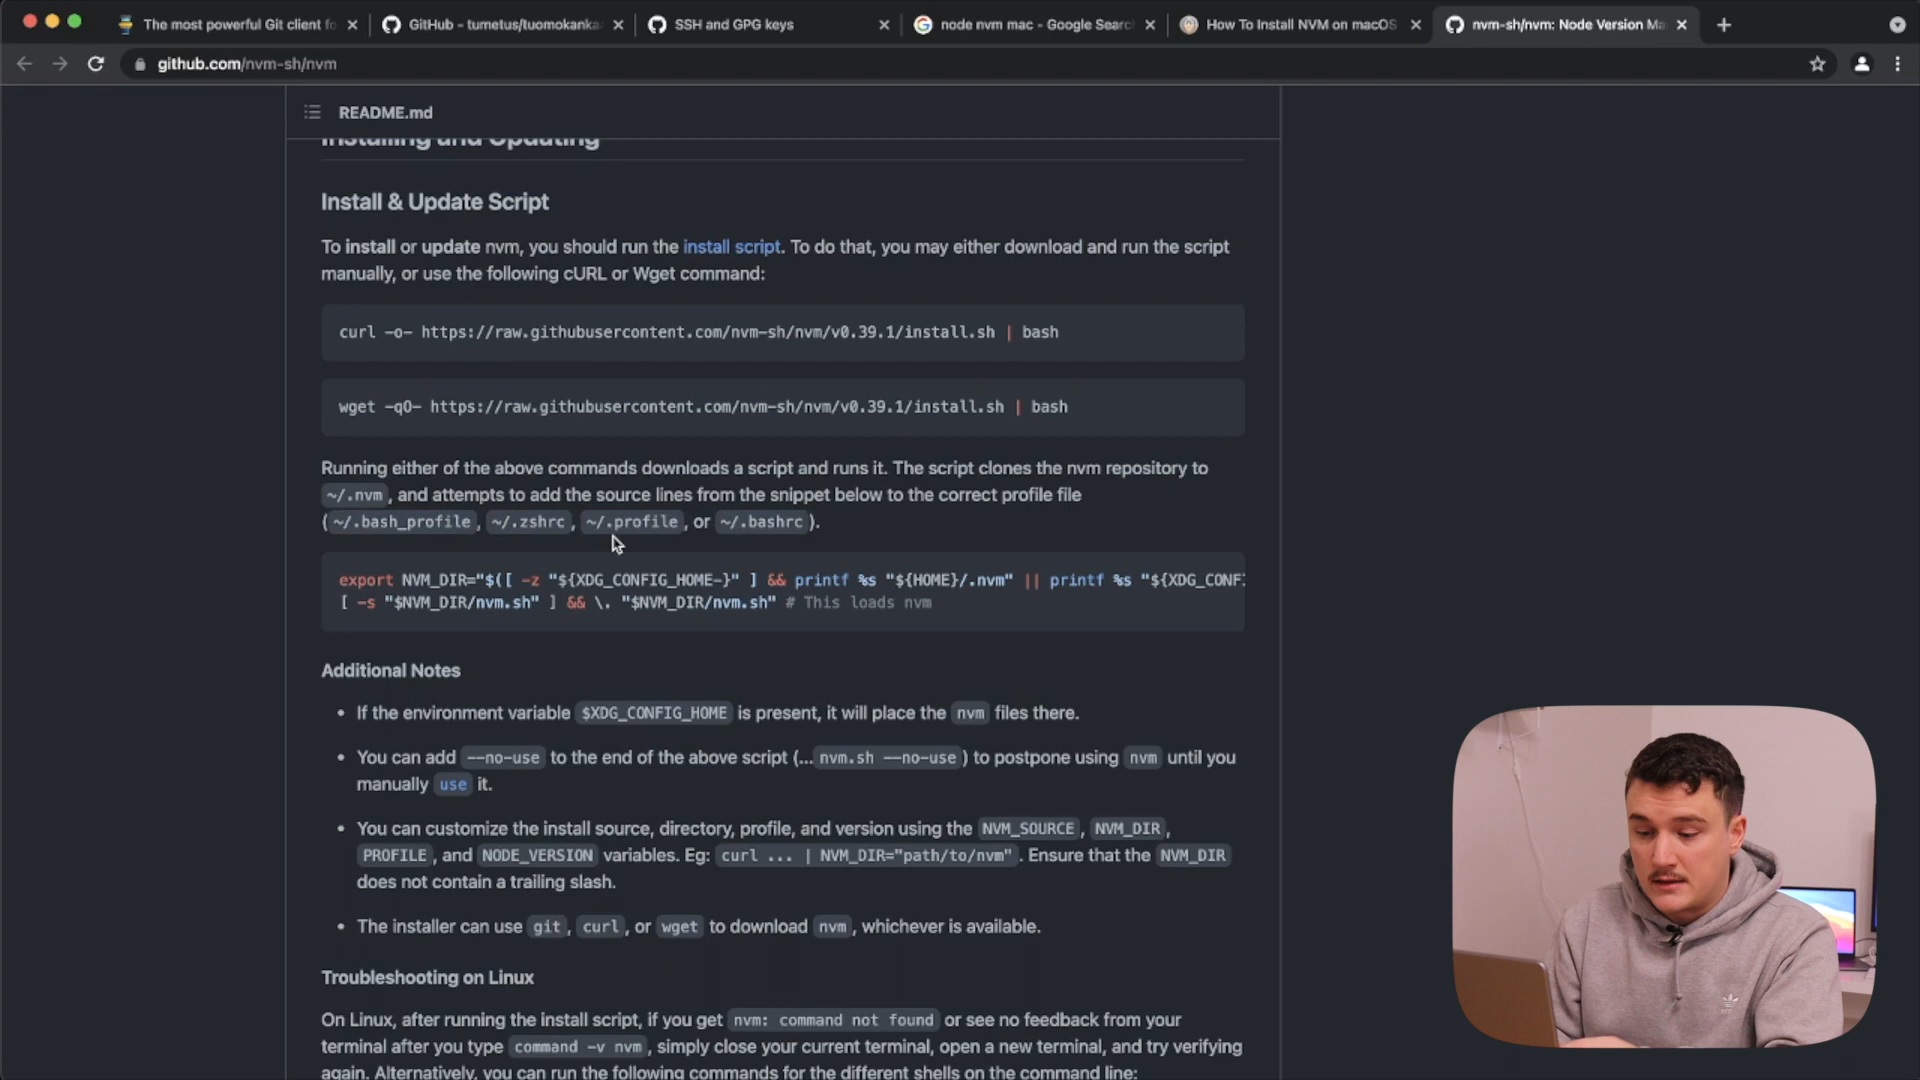 The most powerful Git client fo
GitHub - tumetus/tuomokanka
SSH and GPG keys
node nvm mac - Google Searc
How To Install NVM on macOS
nvm-sh/nvm: Node Version Ma
github.com/nvm-sh/nvm
README.md
Installing and Updating
Install & Update Script
To install or update nvm, you should run the install script. To do that, you may either download and run the script
manually, or use the following cURL or Wget command:
curl -o- https://raw.githubusercontent.com/nvm-sh/nvm/v0.39.1/install.sh | bash
wget -qO- https://raw.githubusercontent.com/nvm-sh/nvm/v0.39.1/install.sh | bash
Running either of the above commands downloads a script and runs it. The script clones the nvm repository to
~/.nvm, and attempts to add the source lines from the snippet below to the correct profile file
(~/.bash_profile, ~/.zshrc, ~/.profile, or ~/.bashrc).
export NVM_DIR="$([ -z "${XDG_CONFIG_HOME-}" ] && printf %s "${HOME}/.nvm" || printf %s "${XDG_CONF
[ -s "$NVM_DIR/nvm.sh" ] && \. "$NVM_DIR/nvm.sh" # This loads nvm
Additional Notes
• If the environment variable $XDG_CONFIG_HOME is present, it will place the nvm files there.
• You can add --no-use to the end of the above script (... nvm.sh --no-use) to postpone using nvm until you
manually use it.
• You can customize the install source, directory, profile, and version using the NVM_SOURCE, NVM_DIR,
PROFILE, and NODE_VERSION variables. Eg: curl ... | NVM_DIR="path/to/nvm". Ensure that the NVM_DIR
does not contain a trailing slash.
• The installer can use git, curl, or wget to download nvm, whichever is available.
Troubleshooting on Linux
On Linux, after running the install script, if you get nvm: command not found or see no feedback from your
terminal after you type command -v nvm, simply close your current terminal, open a new terminal, and try verifying
again. Alternatively, you can run the following commands for the different shells on the command line: